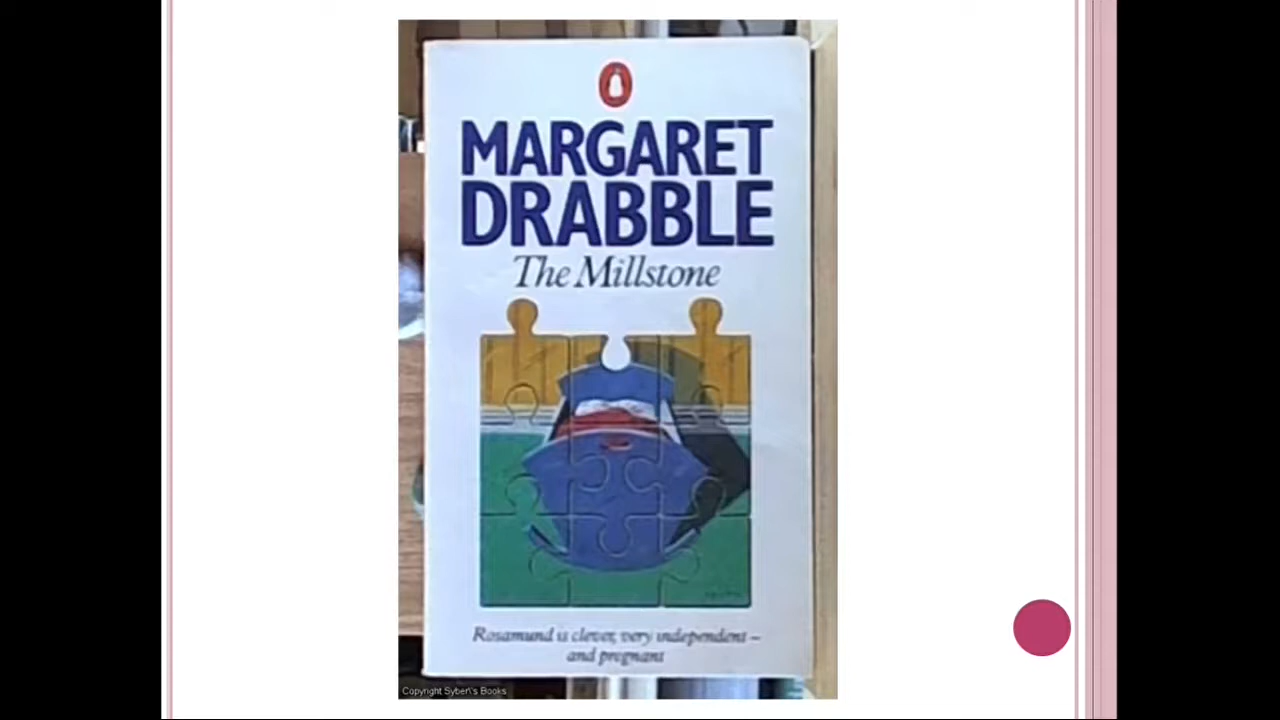 MARGARET
DRABBLE
The Millstone
Rosamund is clever, very independent –
and pregnant
Copyright Syber's Books